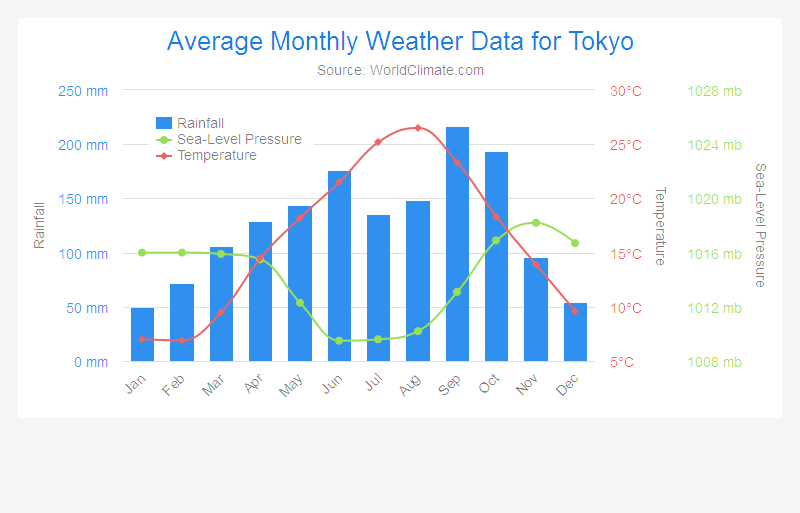 Average Monthly Weather Data for Tokyo
Source: WorldClimate.com
Rainfall
Sea-Level Pressure
Temperature
250 mm
200 mm
150 mm
100 mm
50 mm
0 mm
Rainfall
30°C
25°C
20°C
15°C
10°C
5°C
Temperature
1028 mb
1024 mb
1020 mb
1016 mb
1012 mb
1008 mb
Sea-Level Pressure
Jan
Feb
Mar
Apr
May
Jun
Jul
Aug
Sep
Oct
Nov
Dec